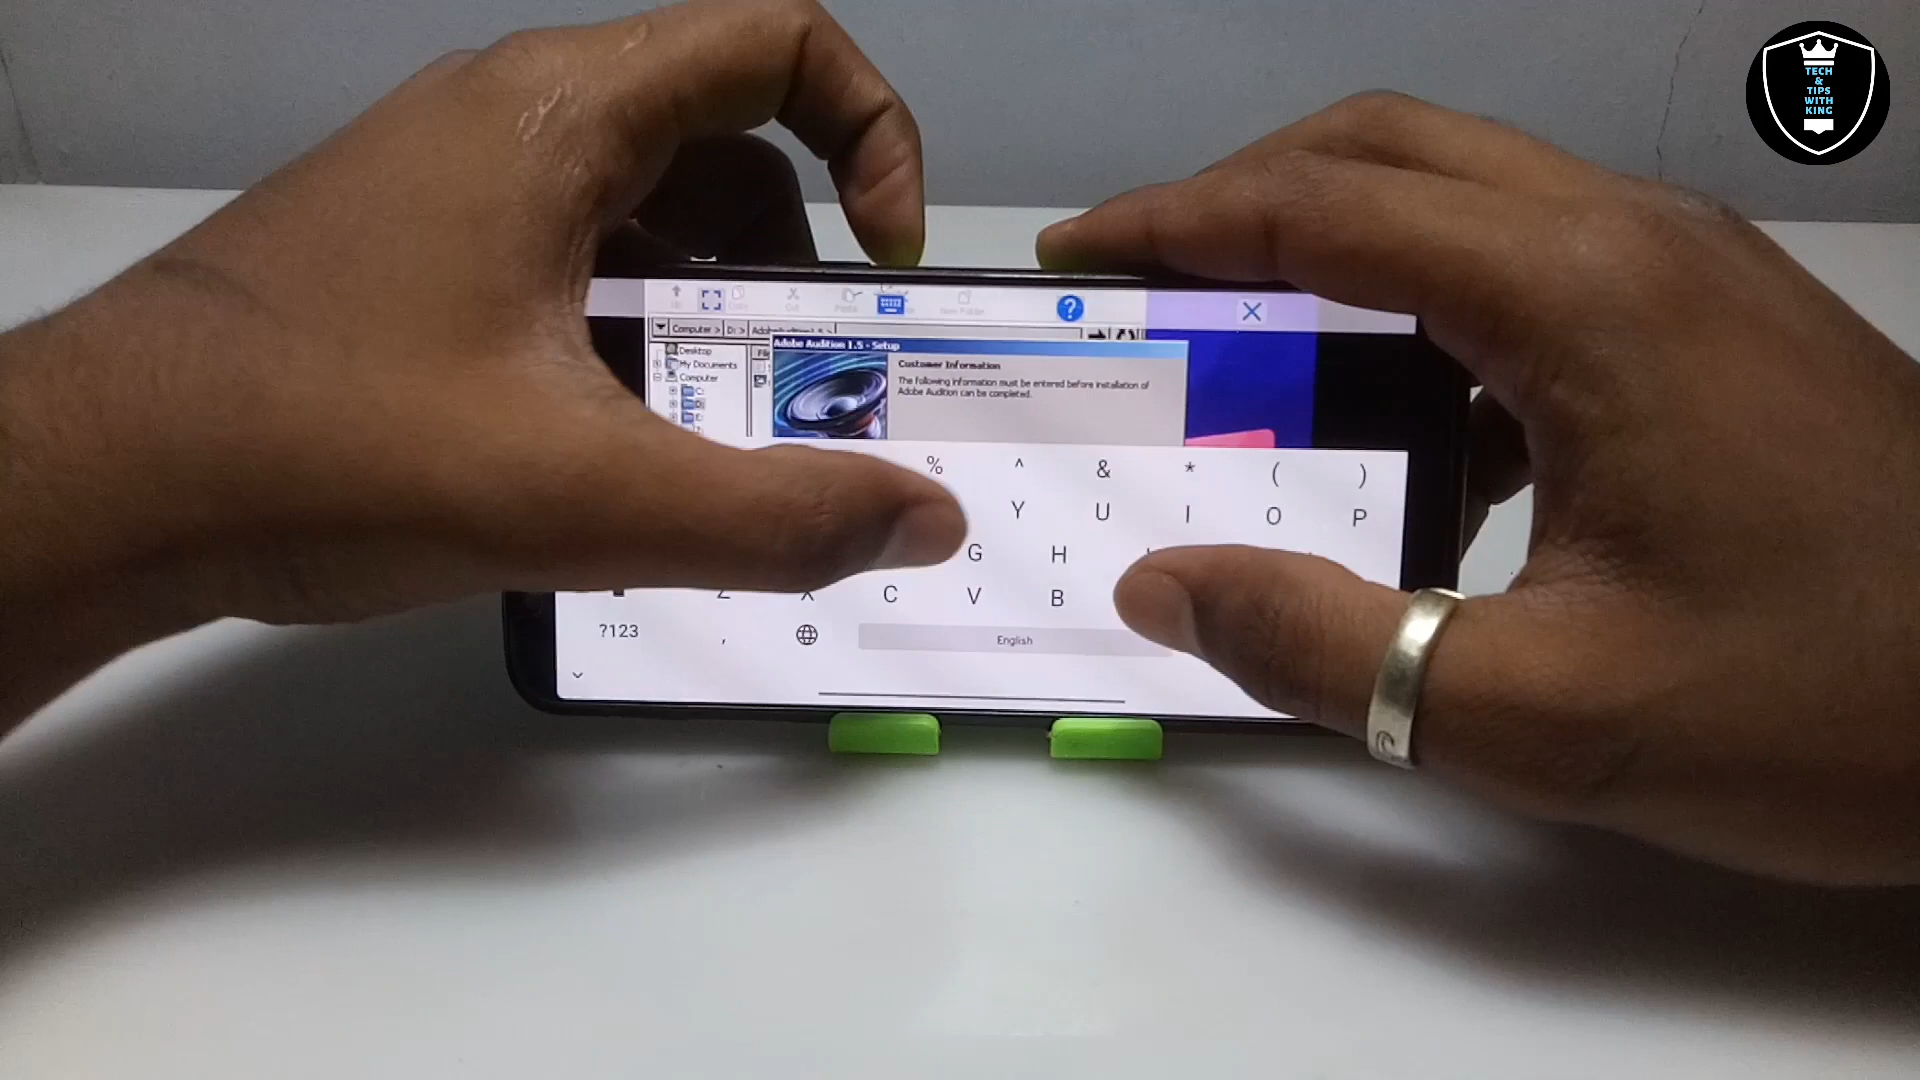 TECH
&
TIPS
WITH
KING
Computer > D: >
Adobe Audition 1.5 - Setup
Desktop
My Documents
Computer
C:
D:
E:
Customer Information
The following information must be entered before installation of
Adobe Audition can be completed.
?
% ^ & * ( )
Y U I O P
G H
C V B
?123 , English